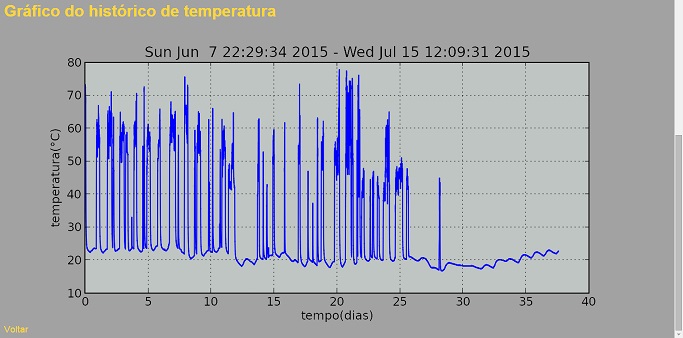 Gráfico do histórico de temperatura
Sun Jun  7 22:29:34 2015 - Wed Jul 15 12:09:31 2015
80
70
60
50
40
30
20
10
temperatura(°C)
0 5 10 15 20 25 30 35 40
tempo(dias)
Voltar